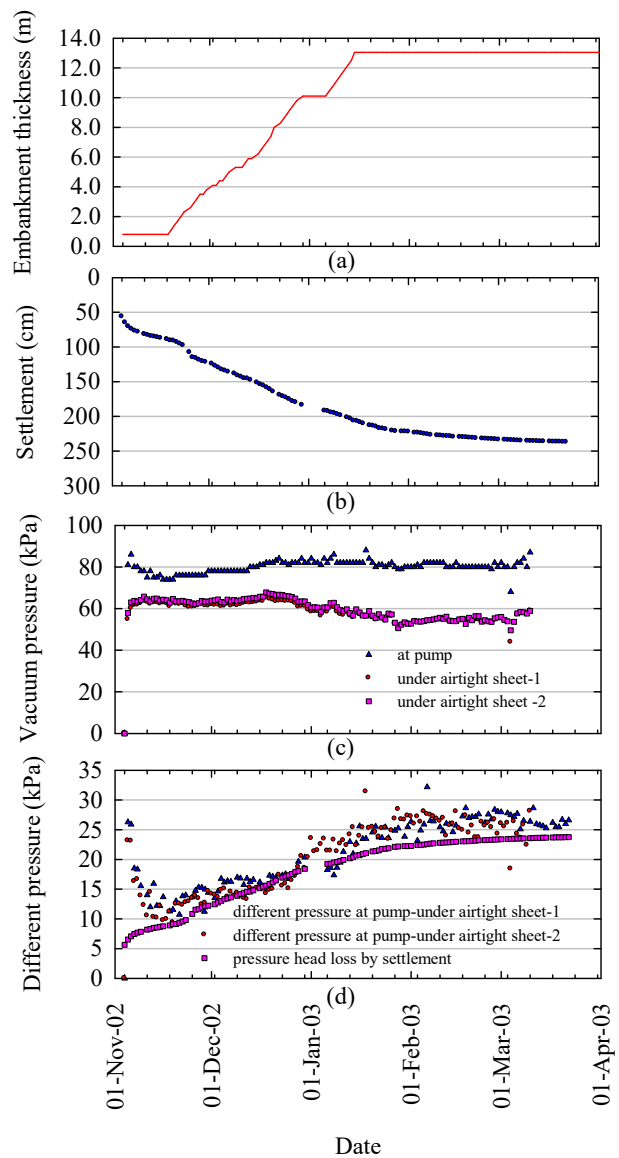 Embankment thickness (m)
14.0
12.0
10.0
8.0
6.0
4.0
2.0
0.0
(a)
Settlement (cm)
0
50
100
150
200
250
300
(b)
Vacuum pressure (kPa)
100
80
60
40
20
0
at pump
under airtight sheet-1
under airtight sheet -2
(c)
Different pressure (kPa)
35
30
25
20
15
10
5
0
different pressure at pump-under airtight sheet-1
different pressure at pump-under airtight sheet-2
pressure head loss by settlement
(d)
01-Nov-02
01-Dec-02
01-Jan-03
01-Feb-03
01-Mar-03
01-Apr-03
Date